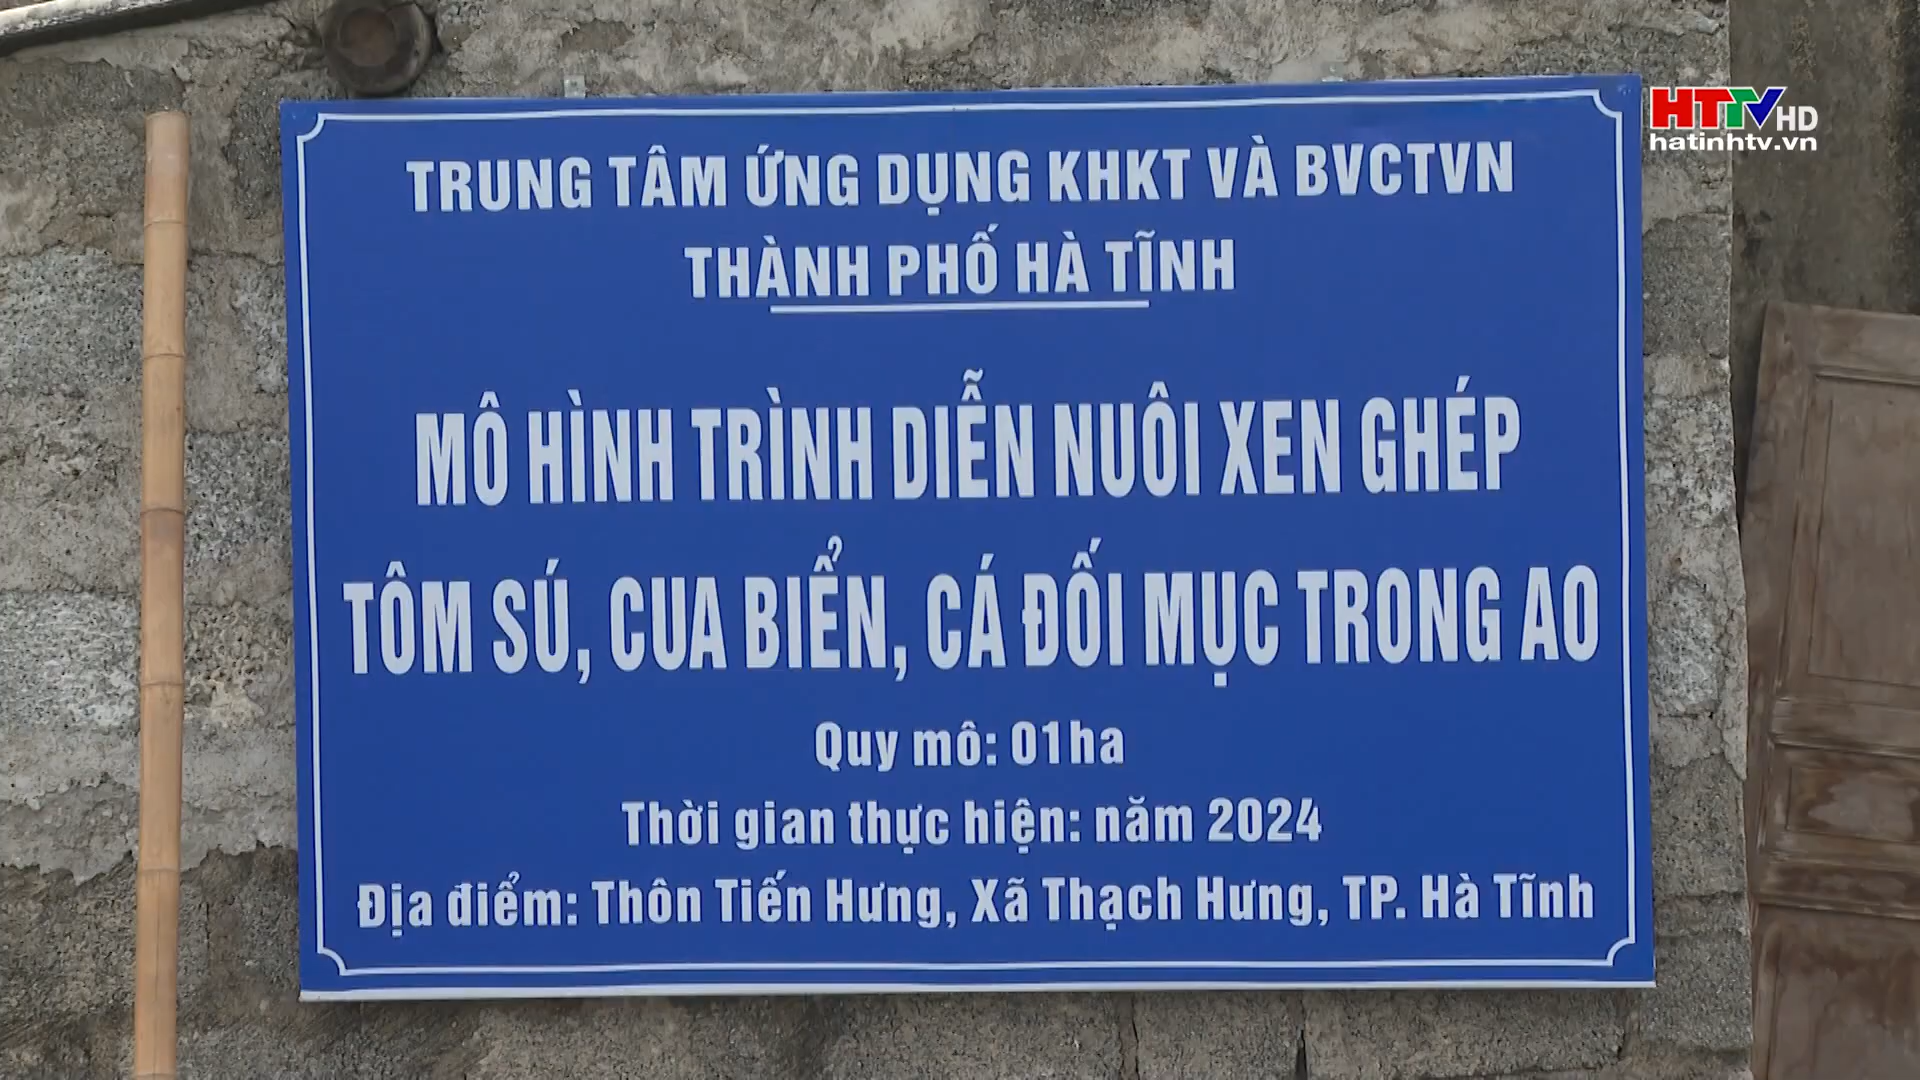 HTTV HD
hatinhtv.vn
TRUNG TÂM ỨNG DỤNG KHKT VÀ BVCTVN
THÀNH PHỐ HÀ TĨNH
MÔ HÌNH TRÌNH DIỄN NUÔI XEN GHÉP
TÔM SÚ, CUA BIỂN, CÁ ĐỐI MỤC TRONG AO
Quy mô: 01ha
Thời gian thực hiện: năm 2024
Địa điểm: Thôn Tiến Hưng, Xã Thạch Hưng, TP. Hà Tĩnh